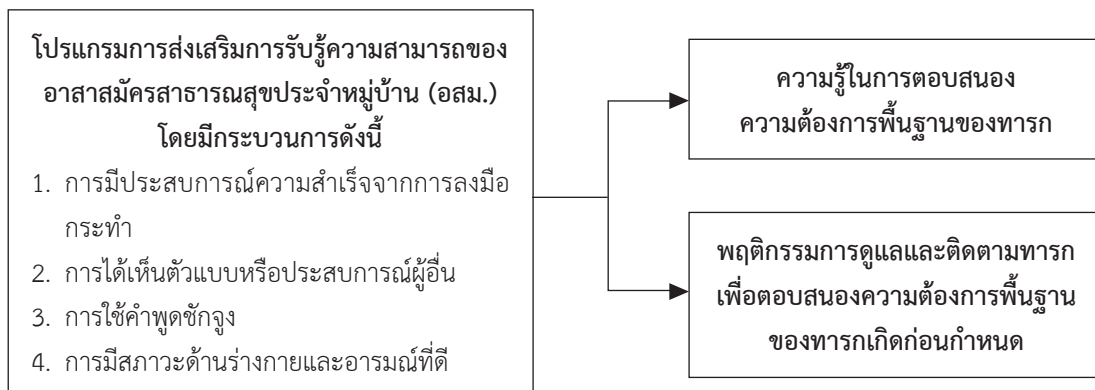 โปรแกรมการส่งเสริมการรับรู้ความสามารถของ
อาสาสมัครสาธารณสุขประจำหมู่บ้าน (อสม.)
โดยมีกระบวนการดังนี้
1. การมีประสบการณ์ความสำเร็จจากการลงมือ
กระทำ
2. การได้เห็นตัวแบบหรือประสบการณ์ผู้อื่น
3. การใช้คำพูดชักจูง
4. การมีสภาวะด้านร่างกายและอารมณ์ที่ดี
ความรู้ในการตอบสนอง
ความต้องการพื้นฐานของทารก
พฤติกรรมการดูแลและติดตามทารก
เพื่อตอบสนองความต้องการพื้นฐาน
ของทารกเกิดก่อนกำหนด